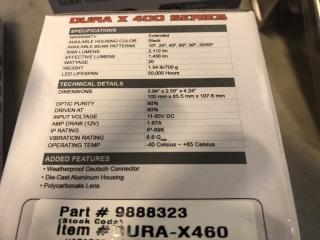 DURA X 400 SERIES
SPECIFICATIONS
WARRANTY Extended
AVAILABLE HOUSING COLOR Black
AVAILABLE BEAM PATTERNS 10°, 25°, 40°, 60°, 90°, 30/65°
RAW LUMENS 2,112 lm
EFFECTIVE LUMENS 1,450 lm
WATTAGE 20
WEIGHT 1.54 lb/700 g
LED LIFESPAN 50,000 Hours
TECHNICAL DETAILS
DIMENSIONS 3.94" x 2.56" x 4.24"
100 mm x 65.5 x 107.6 mm
OPTIC PURITY 90%
DRIVEN AT 90%
INPUT VOLTAGE 11-65V DC
AMP DRAW (12V) 1.67A
IP RATING IP-69K
VIBRATION RATING 8.6 G
OPERATING TEMP -40 Celsius ~ +85 Celsius
ADDED FEATURES
• Weatherproof Deutsch Connector
• Die-Cast Aluminum Housing
• Polycarbonate Lens
Part # 9888323
(Stock Code)
Item # DURA-X460